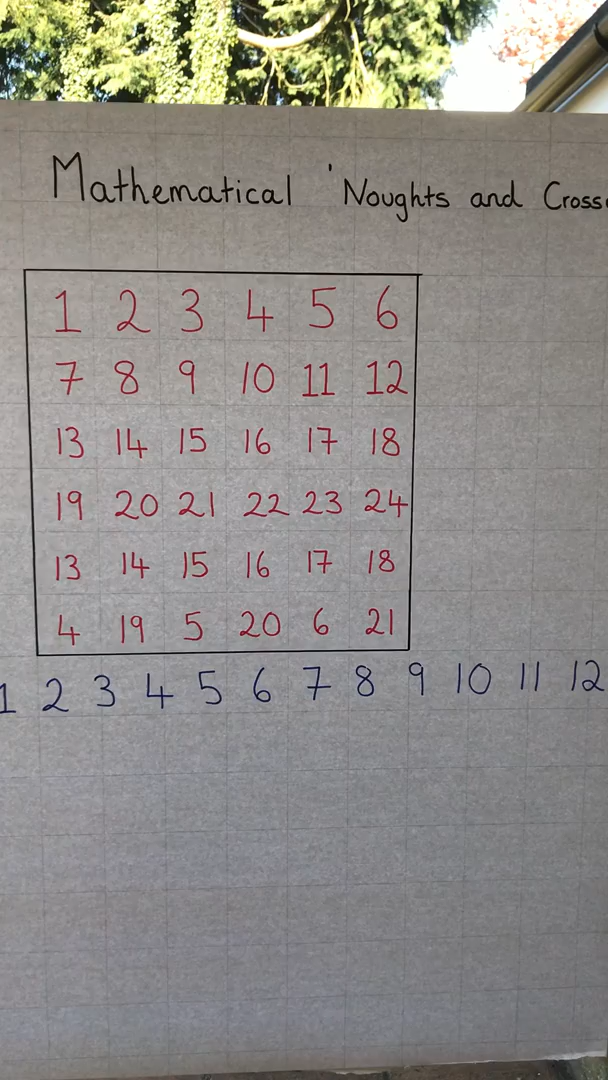 Mathematical 'Noughts and Cross
1 2 3 4 5 6
7 8 9 10 11 12
13 14 15 16 17 18
19 20 21 22 23 24
13 14 15 16 17 18
4 19 5 20 6 21
1 2 3 4 5 6 7 8 9 10 11 12